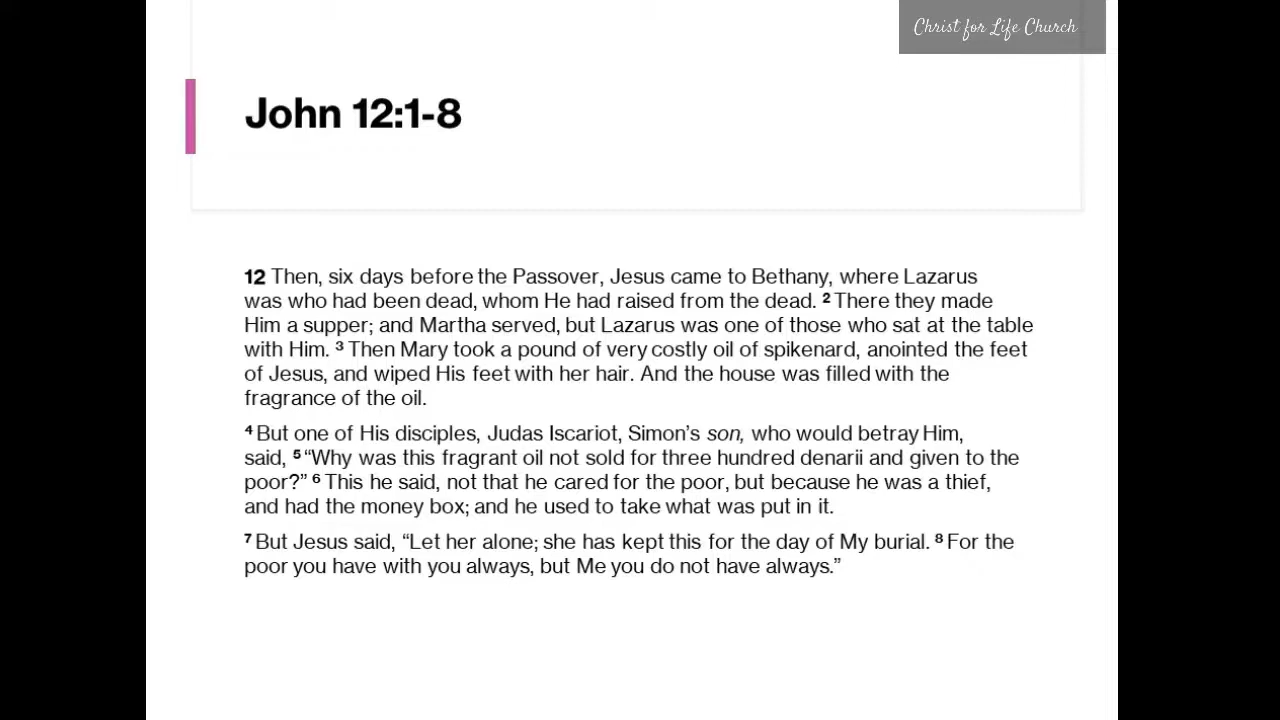 Christ for Life Church
John 12:1-8
12 Then, six days before the Passover, Jesus came to Bethany, where Lazarus
was who had been dead, whom He had raised from the dead. 2 There they made
Him a supper; and Martha served, but Lazarus was one of those who sat at the table
with Him. 3 Then Mary took a pound of very costly oil of spikenard, anointed the feet
of Jesus, and wiped His feet with her hair. And the house was filled with the
fragrance of the oil.
4 But one of His disciples, Judas Iscariot, Simon’s son, who would betray Him,
said, 5 “Why was this fragrant oil not sold for three hundred denarii and given to the
poor?” 6 This he said, not that he cared for the poor, but because he was a thief,
and had the money box; and he used to take what was put in it.
7 But Jesus said, “Let her alone; she has kept this for the day of My burial. 8 For the
poor you have with you always, but Me you do not have always.”